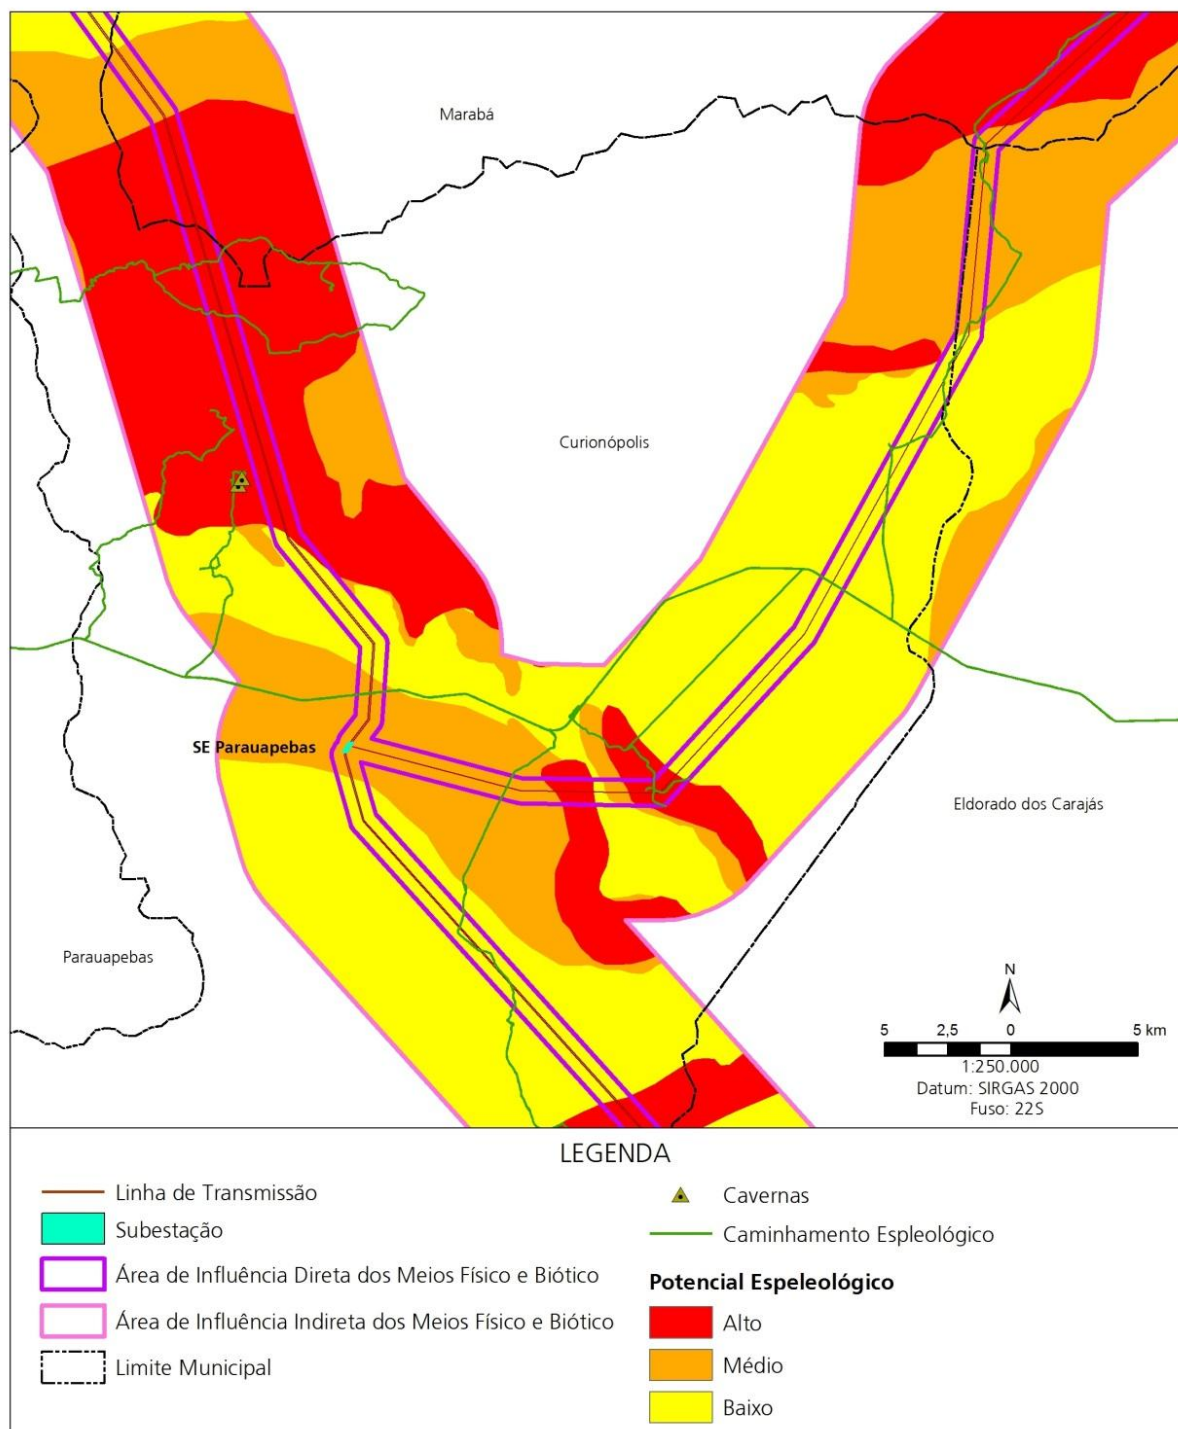 Marabá
Curionópolis
SE Parauapebas
Eldorado dos Carajás
Parauapebas
N
5 2,5 0 5 km
1:250.000
Datum: SIRGAS 2000
Fuso: 22S
LEGENDA
Linha de Transmissão
Subestação
Área de Influência Direta dos Meios Físico e Biótico
Área de Influência Indireta dos Meios Físico e Biótico
Limite Municipal
Cavernas
Caminhamento Espleológico
Potencial Espeleológico
Alto
Médio
Baixo